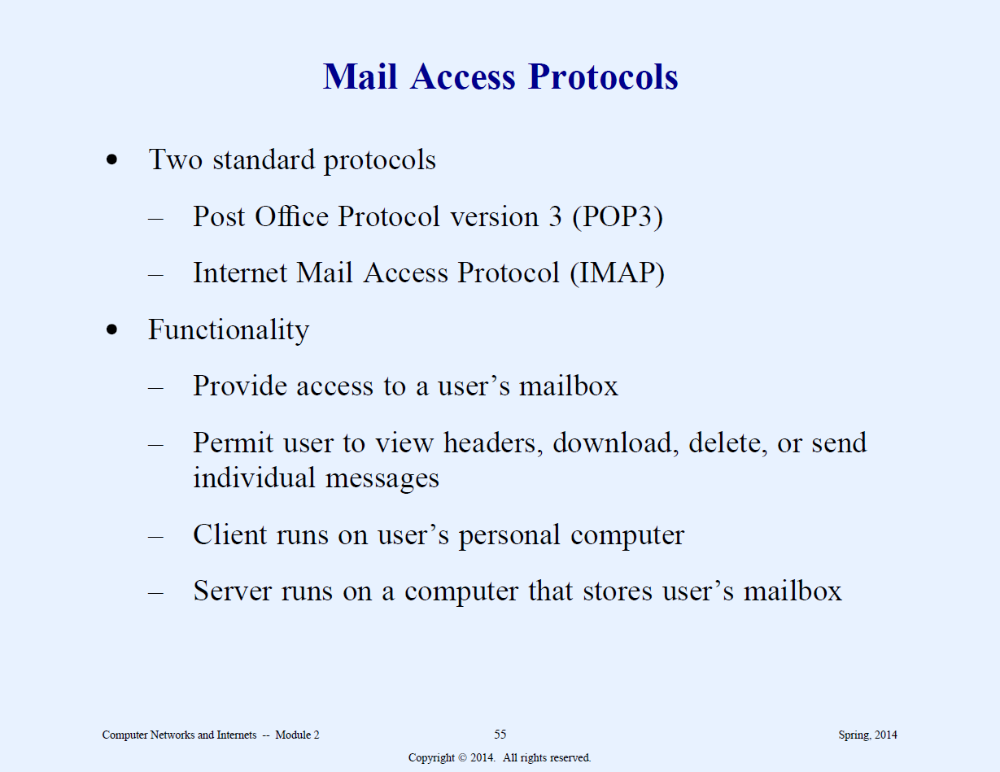 Mail Access Protocols
• Two standard protocols
– Post Office Protocol version 3 (POP3)
– Internet Mail Access Protocol (IMAP)
• Functionality
– Provide access to a user’s mailbox
– Permit user to view headers, download, delete, or send
individual messages
– Client runs on user’s personal computer
– Server runs on a computer that stores user’s mailbox
Computer Networks and Internets -- Module 2 55 Spring, 2014
Copyright © 2014. All rights reserved.